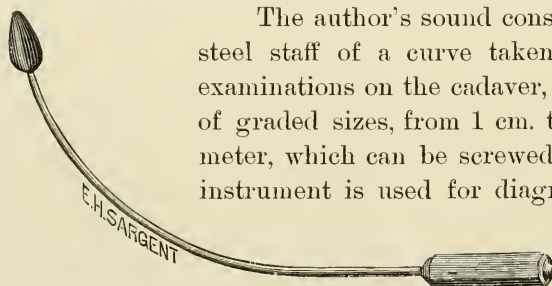 The author's sound cons
steel staff of a curve taken
examinations on the cadaver,
of graded sizes, from 1 cm. t
meter, which can be screwed
instrument is used for diagn
E.H.SARGENT